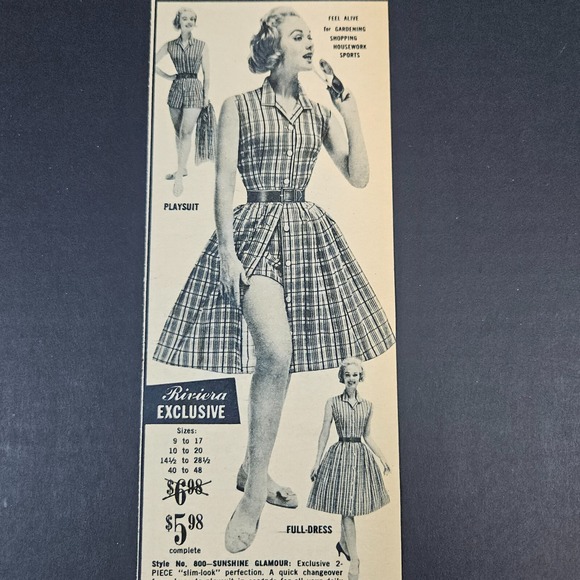 FEEL ALIVE
for GARDENING
SHOPPING
HOUSEWORK
SPORTS
PLAYSUIT
Riviera
EXCLUSIVE
Sizes:
9 to 17
10 to 20
14½ to 28½
40 to 48
$6.98
$5.98
complete
FULL-DRESS
Style No. 800—SUNSHINE GLAMOUR: Exclusive 2-
PIECE "slim-look" perfection. A quick changeover